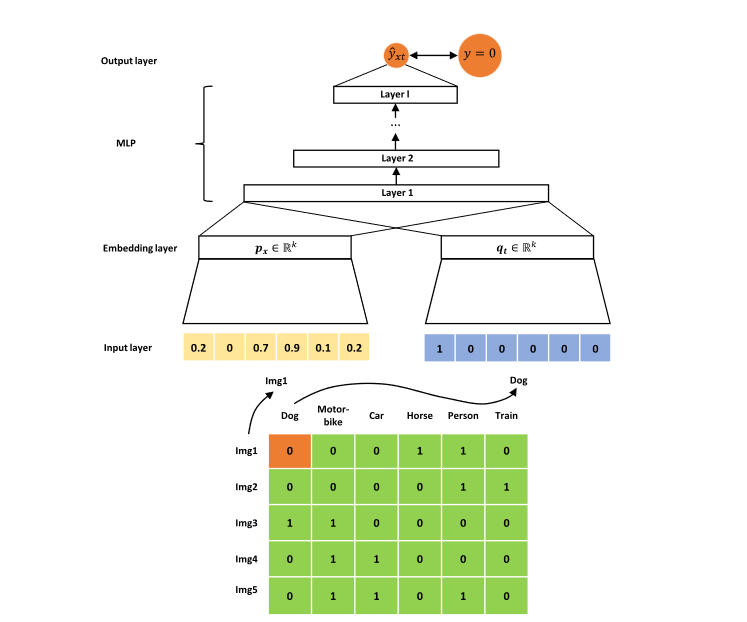 Output layer
ŷₓₜ
y = 0
Layer l
...
MLP
Layer 2
Layer 1
Embedding layer
pₓ ∈ ℝᵏ
qₜ ∈ ℝᵏ
Input layer
0.2 0 0.7 0.9 0.1 0.2
1 0 0 0 0 0
Img1
Dog
Dog Motor-bike Car Horse Person Train
Img1 0 0 0 1 1 0
Img2 0 0 0 0 1 1
Img3 1 1 0 0 0 0
Img4 0 1 1 0 0 0
Img5 0 1 1 0 1 0